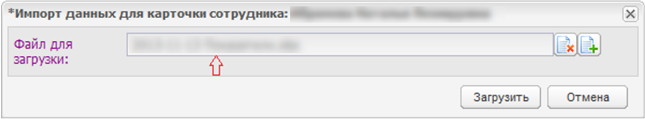 *Импорт данных для карточки сотрудника:
Файл для
загрузки:
Загрузить Отмена